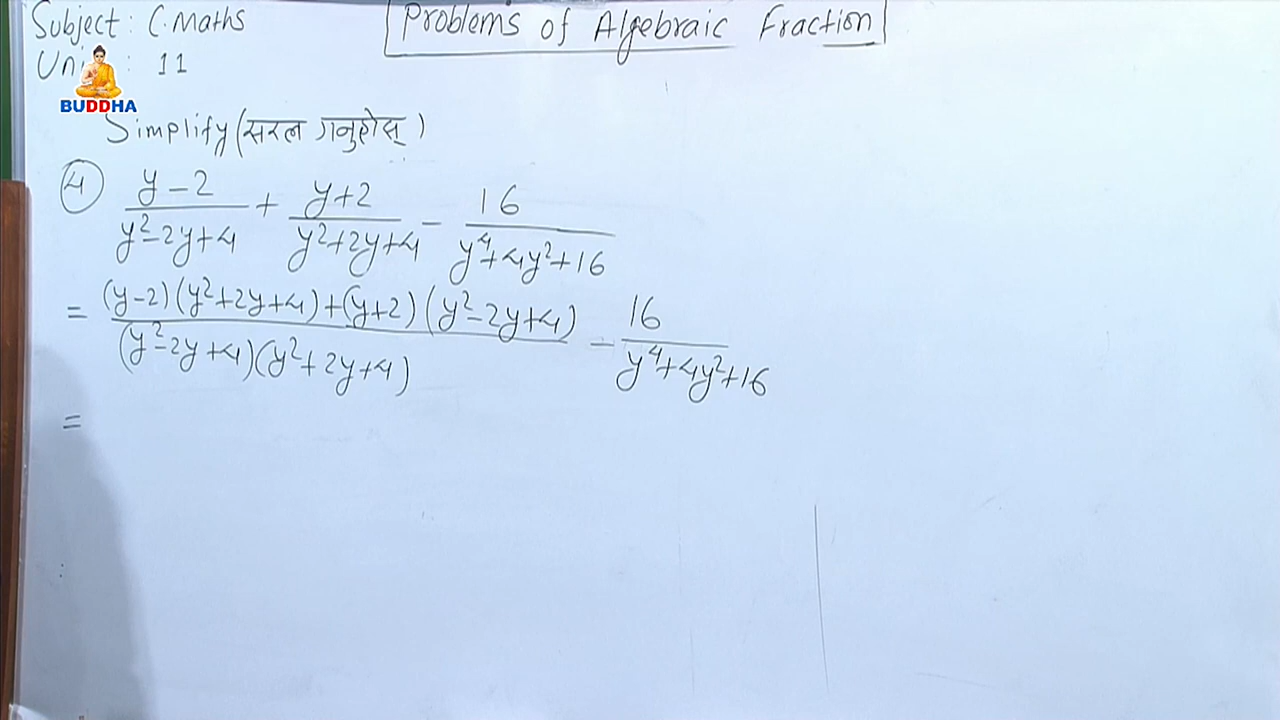 Subject: C.Maths
Problems of Algebraic Fraction
Uni : 11
BUDDHA
Simplify (सरल गर्नुहोस्)
4 (y-2)/(y²-2y+4) + (y+2)/(y²+2y+4) - 16/(y⁴+4y²+16)
= ((y-2)(y²+2y+4)+(y+2)(y²-2y+4))/((y²-2y+4)(y²+2y+4)) - 16/(y⁴+4y²+16)
=